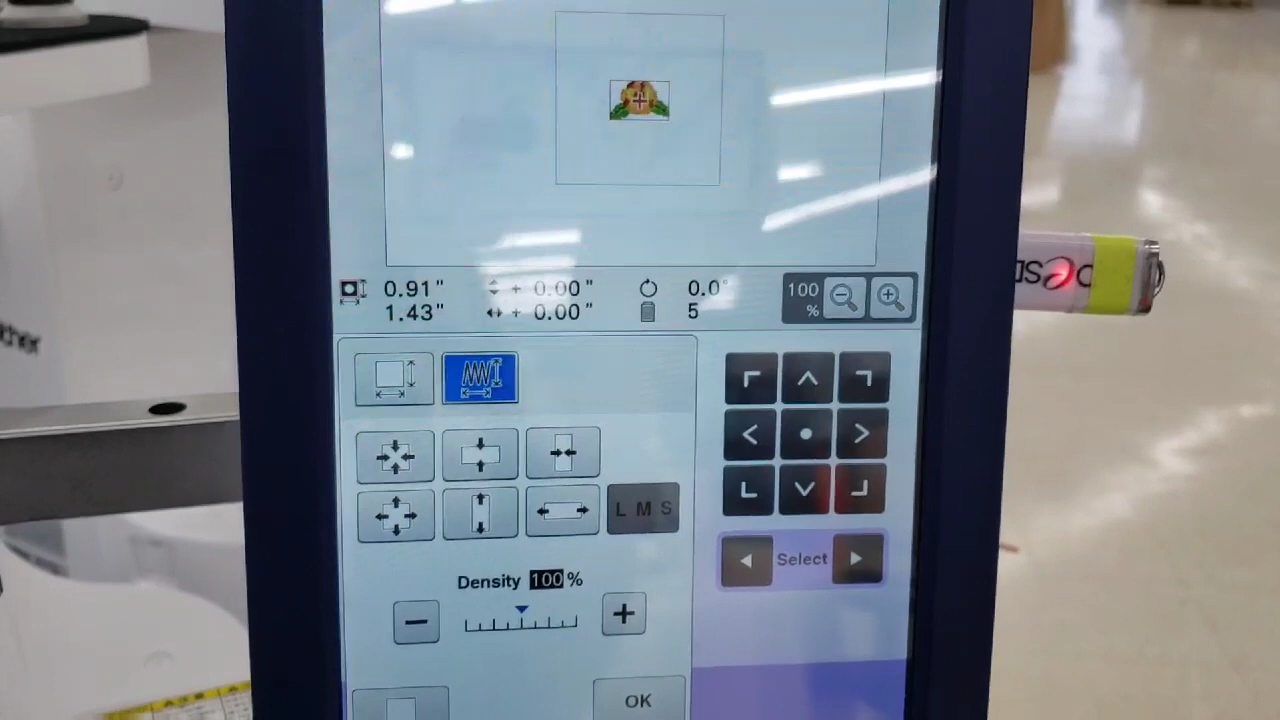 0.91" + 0.00" 0.0° 100
1.43" + 0.00" 5 %
L M S
Select
Density 100 %
OK